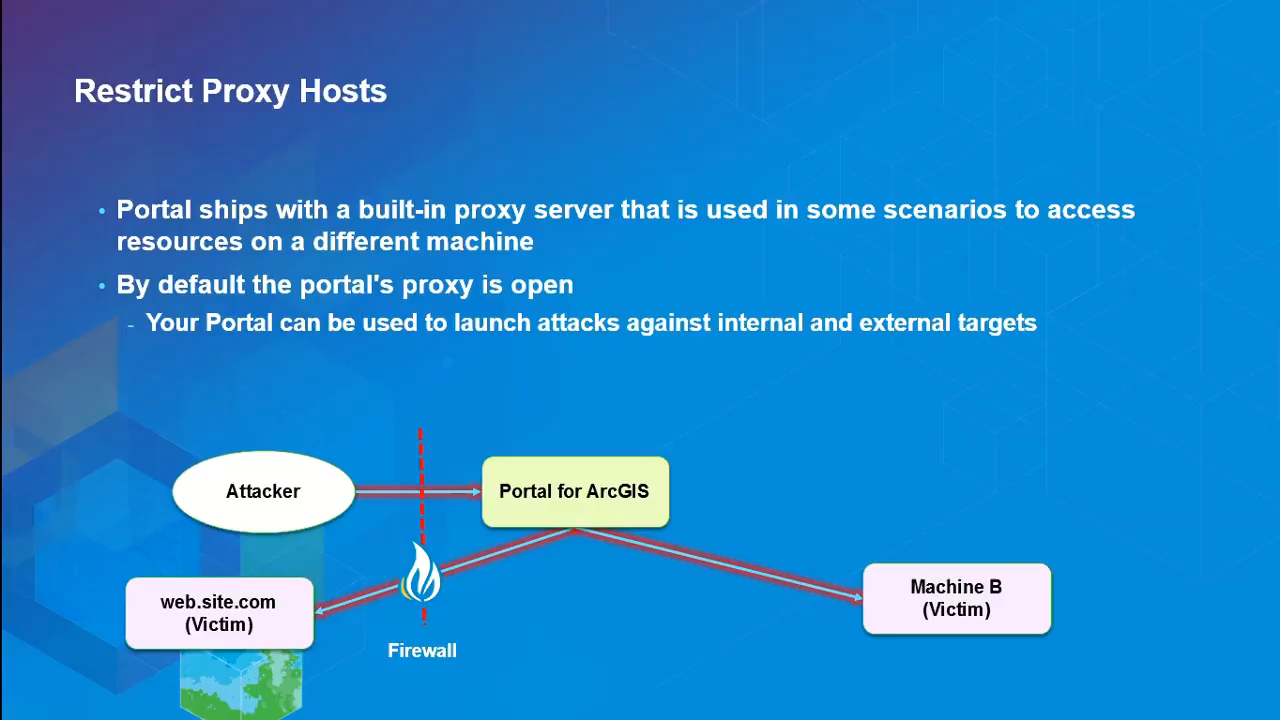 Restrict Proxy Hosts
• Portal ships with a built-in proxy server that is used in some scenarios to access
resources on a different machine
• By default the portal's proxy is open
- Your Portal can be used to launch attacks against internal and external targets
Attacker
Portal for ArcGIS
web.site.com
(Victim)
Machine B
(Victim)
Firewall